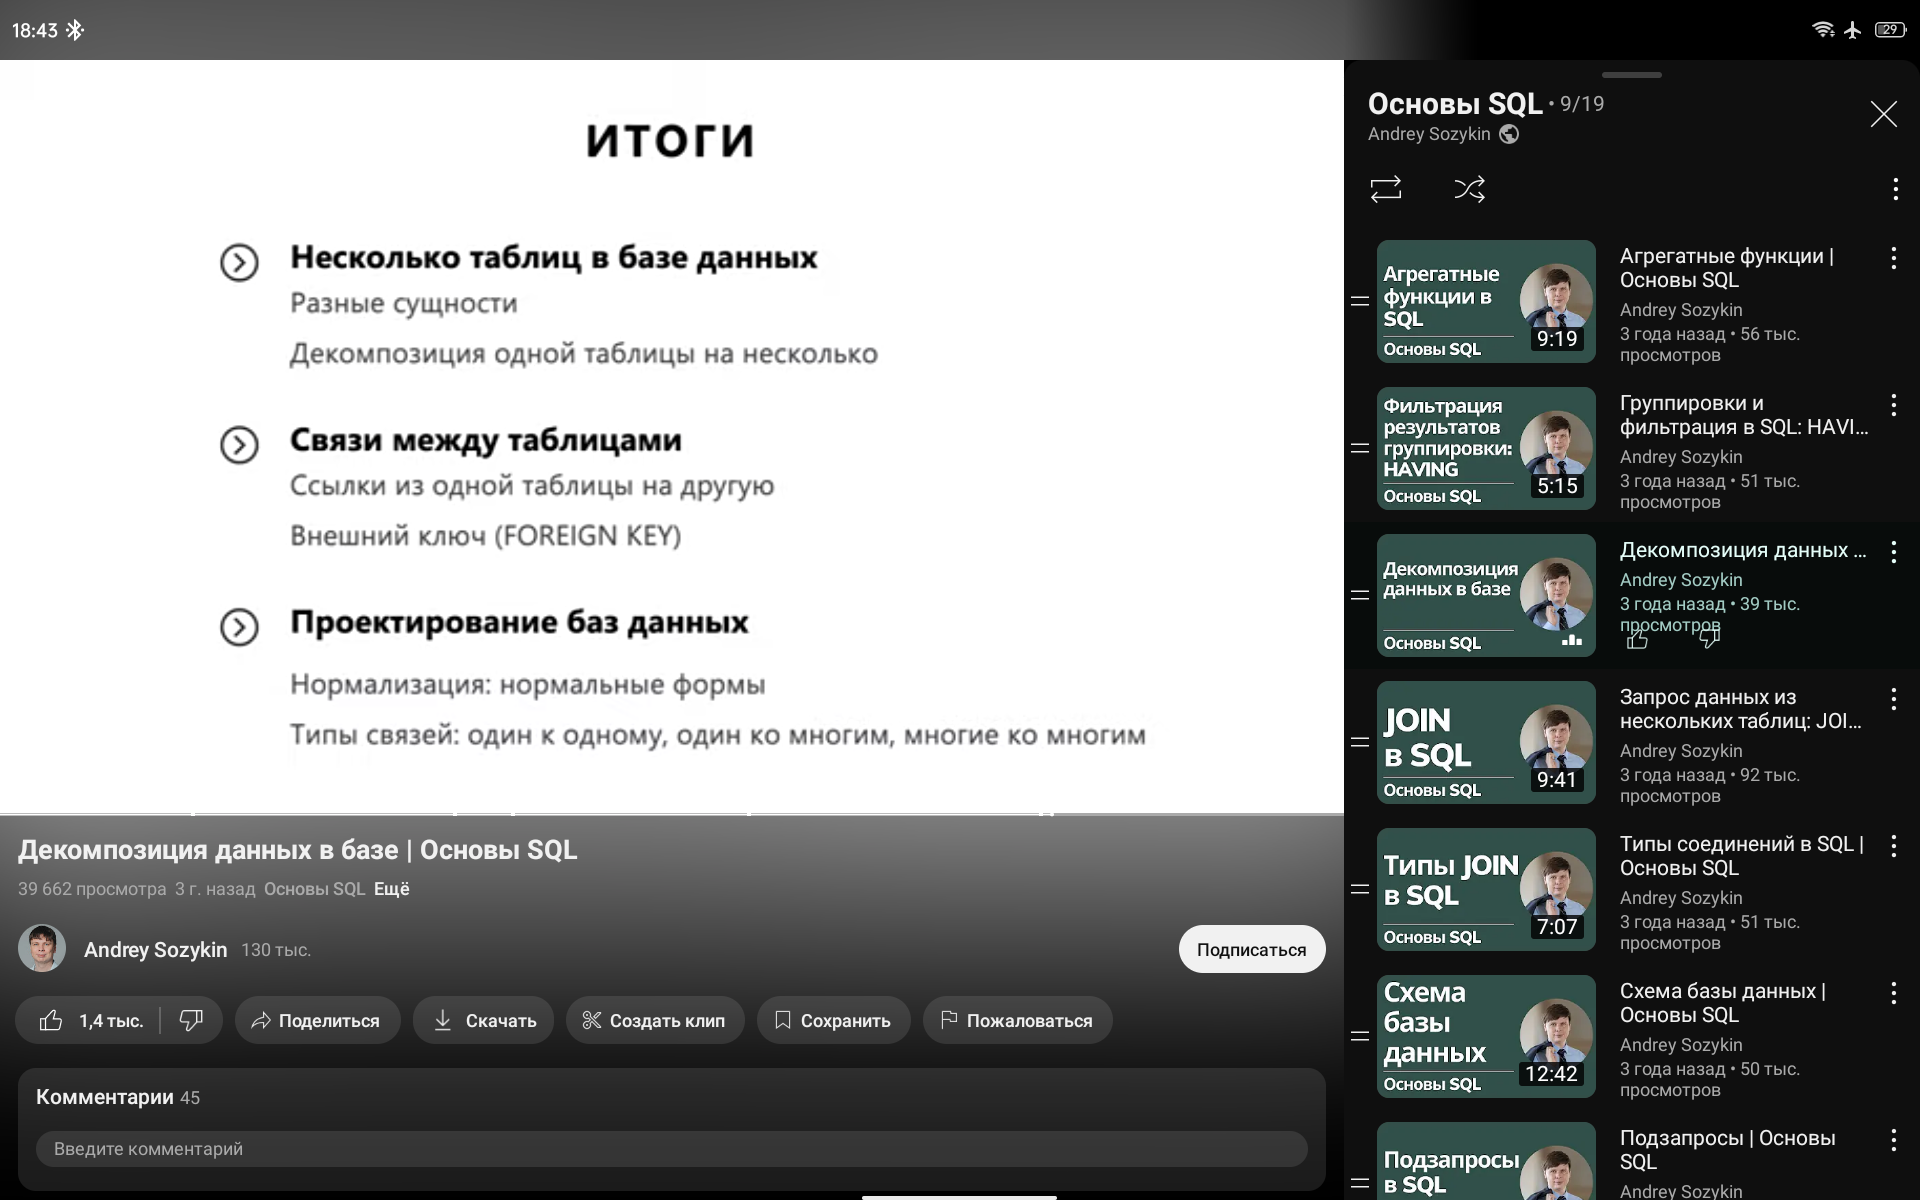 18:43
29
итоги
Несколько таблиц в базе данных
Разные сущности
Декомпозиция одной таблицы на несколько
Связи между таблицами
Ссылки из одной таблицы на другую
Внешний ключ (FOREIGN KEY)
Проектирование баз данных
Нормализация: нормальные формы
Типы связей: один к одному, один ко многим, многие ко многим
Декомпозиция данных в базе | Основы SQL
39 662 просмотра 3 г. назад Основы SQL Ещё
Andrey Sozykin 130 тыс.
Подписаться
1,4 тыс.
Поделиться
Скачать
Создать клип
Сохранить
Пожаловаться
Комментарии 45
Введите комментарий
Основы SQL • 9/19
Andrey Sozykin
Агрегатные
функции в
SQL
Основы SQL
9:19
Агрегатные функции |
Основы SQL
Andrey Sozykin
3 года назад • 56 тыс.
просмотров
Фильтрация
результатов
группировки:
HAVING
Основы SQL
5:15
Группировки и
фильтрация в SQL: HAVI...
Andrey Sozykin
3 года назад • 51 тыс.
просмотров
Декомпозиция
данных в базе
Основы SQL
Декомпозиция данных ...
Andrey Sozykin
3 года назад • 39 тыс.
просмотров
JOIN
в SQL
Основы SQL
9:41
Запрос данных из
нескольких таблиц: JOI...
Andrey Sozykin
3 года назад • 92 тыс.
просмотров
Типы JOIN
в SQL
Основы SQL
7:07
Типы соединений в SQL |
Основы SQL
Andrey Sozykin
3 года назад • 51 тыс.
просмотров
Схема
базы
данных
Основы SQL
12:42
Схема базы данных |
Основы SQL
Andrey Sozykin
3 года назад • 50 тыс.
просмотров
Подзапросы
в SQL
Подзапросы | Основы
SQL
Andrey Sozykin